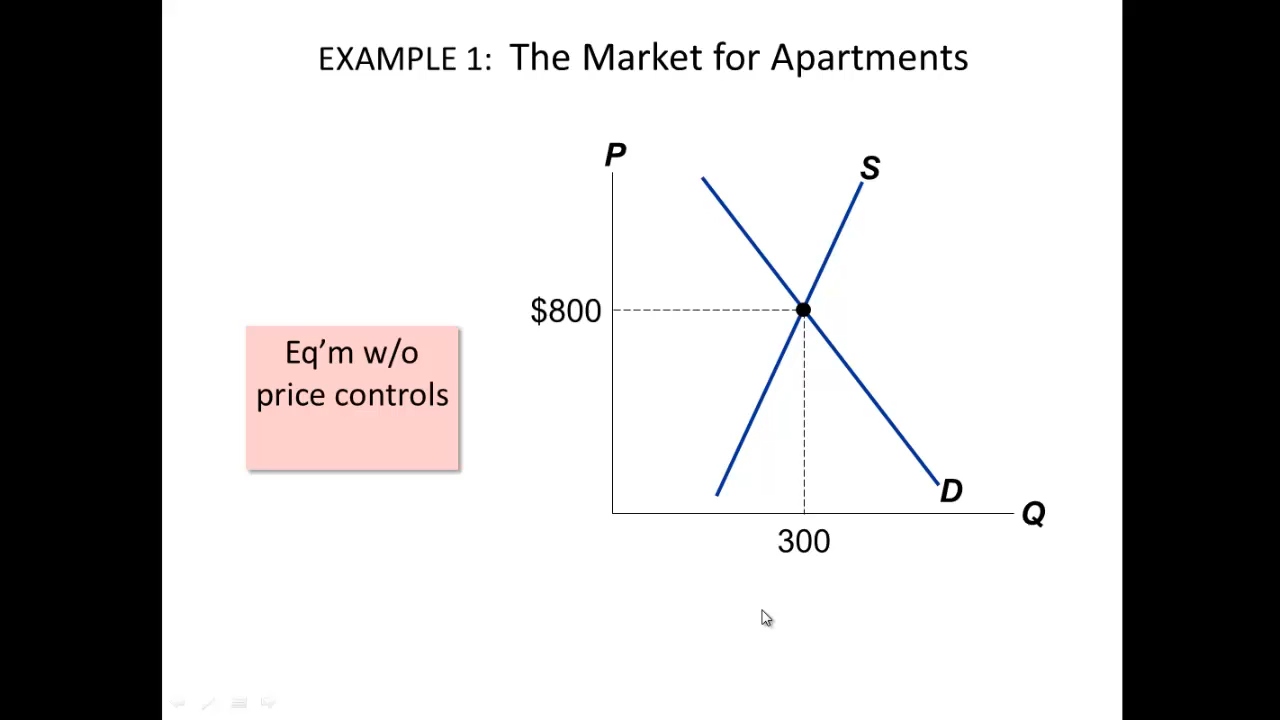 EXAMPLE 1: The Market for Apartments
P
S
$800
Eq’m w/o
price controls
D
Q
300